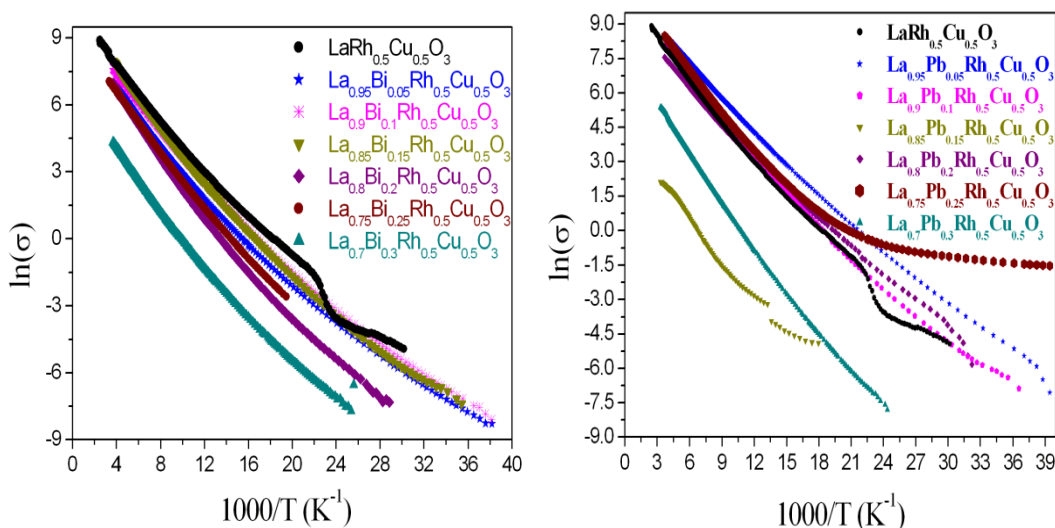 9
6
3
0
-3
-6
-9
ln(σ)
0 4 8 12 16 20 24 28 32 36 40
1000/T (K⁻¹)
LaRh₀.₅Cu₀.₅O₃
La₀.₉₅Bi₀.₀₅Rh₀.₅Cu₀.₅O₃
La₀.₉Bi₀.₁Rh₀.₅Cu₀.₅O₃
La₀.₈₅Bi₀.₁₅Rh₀.₅Cu₀.₅O₃
La₀.₈Bi₀.₂Rh₀.₅Cu₀.₅O₃
La₀.₇₅Bi₀.₂₅Rh₀.₅Cu₀.₅O₃
La₀.₇Bi₀.₃Rh₀.₅Cu₀.₅O₃
9.0
7.5
6.0
4.5
3.0
1.5
0.0
-1.5
-3.0
-4.5
-6.0
-7.5
-9.0
ln(σ)
0 3 6 9 12 15 18 21 24 27 30 33 36 39
1000/T (K⁻¹)
LaRh₀.₅Cu₀.₅O₃
La₀.₉₅Pb₀.₀₅Rh₀.₅Cu₀.₅O₃
La₀.₉Pb₀.₁Rh₀.₅Cu₀.₅O₃
La₀.₈₅Pb₀.₁₅Rh₀.₅Cu₀.₅O₃
La₀.₈Pb₀.₂Rh₀.₅Cu₀.₅O₃
La₀.₇₅Pb₀.₂₅Rh₀.₅Cu₀.₅O₃
La₀.₇Pb₀.₃Rh₀.₅Cu₀.₅O₃